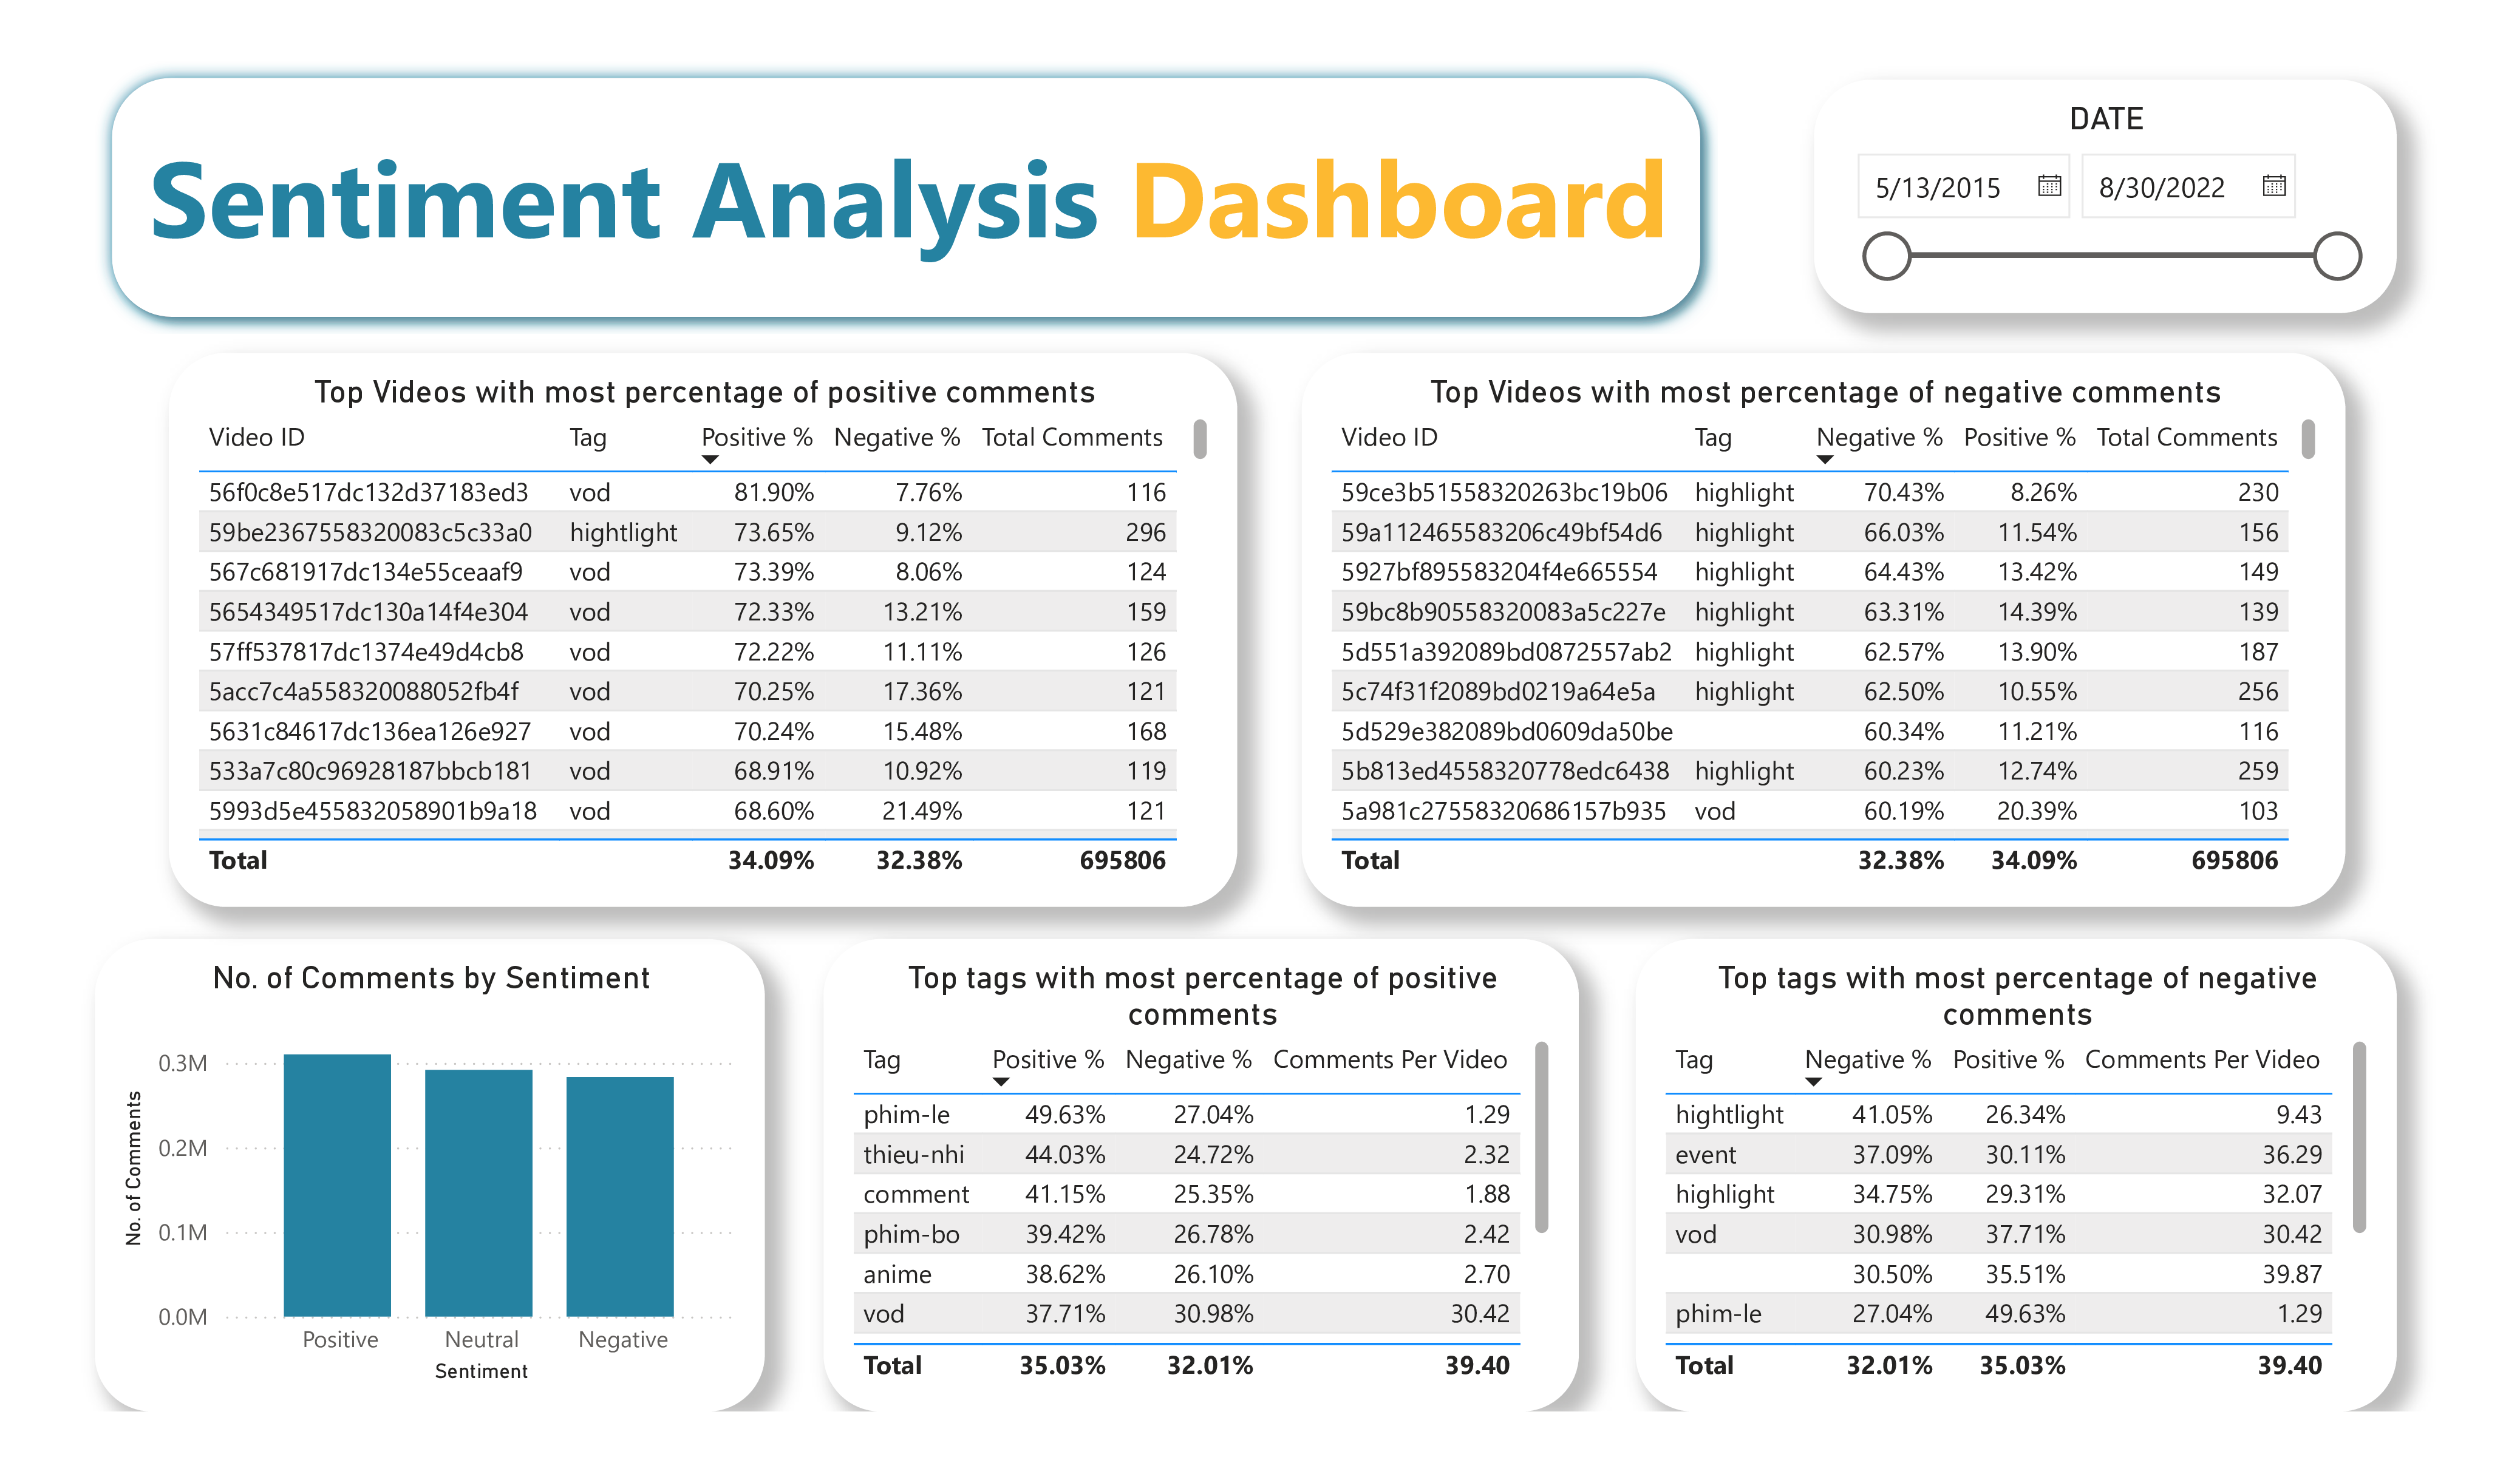 Sentiment Analysis Dashboard
DATE
5/13/2015 8/30/2022
Top Videos with most percentage of positive comments
Video ID Tag Positive % Negative % Total Comments
56f0c8e517dc132d37183ed3 vod 81.90% 7.76% 116
59be2367558320083c5c33a0 hightlight 73.65% 9.12% 296
567c681917dc134e55ceaaf9 vod 73.39% 8.06% 124
5654349517dc130a14f4e304 vod 72.33% 13.21% 159
57ff537817dc1374e49d4cb8 vod 72.22% 11.11% 126
5acc7c4a558320088052fb4f vod 70.25% 17.36% 121
5631c84617dc136ea126e927 vod 70.24% 15.48% 168
533a7c80c96928187bbcb181 vod 68.91% 10.92% 119
5993d5e455832058901b9a18 vod 68.60% 21.49% 121
Total 34.09% 32.38% 695806
Top Videos with most percentage of negative comments
Video ID Tag Negative % Positive % Total Comments
59ce3b51558320263bc19b06 highlight 70.43% 8.26% 230
59a112465583206c49bf54d6 highlight 66.03% 11.54% 156
5927bf895583204f4e665554 highlight 64.43% 13.42% 149
59bc8b90558320083a5c227e highlight 63.31% 14.39% 139
5d551a392089bd0872557ab2 highlight 62.57% 13.90% 187
5c74f31f2089bd0219a64e5a highlight 62.50% 10.55% 256
5d529e382089bd0609da50be 60.34% 11.21% 116
5b813ed4558320778edc6438 highlight 60.23% 12.74% 259
5a981c27558320686157b935 vod 60.19% 20.39% 103
Total 32.38% 34.09% 695806
No. of Comments by Sentiment
No. of Comments
0.3M
0.2M
0.1M
0.0M
Positive Neutral Negative
Sentiment
Top tags with most percentage of positive
comments
Tag Positive % Negative % Comments Per Video
phim-le 49.63% 27.04% 1.29
thieu-nhi 44.03% 24.72% 2.32
comment 41.15% 25.35% 1.88
phim-bo 39.42% 26.78% 2.42
anime 38.62% 26.10% 2.70
vod 37.71% 30.98% 30.42
Total 35.03% 32.01% 39.40
Top tags with most percentage of negative
comments
Tag Negative % Positive % Comments Per Video
hightlight 41.05% 26.34% 9.43
event 37.09% 30.11% 36.29
highlight 34.75% 29.31% 32.07
vod 30.98% 37.71% 30.42
30.50% 35.51% 39.87
phim-le 27.04% 49.63% 1.29
Total 32.01% 35.03% 39.40